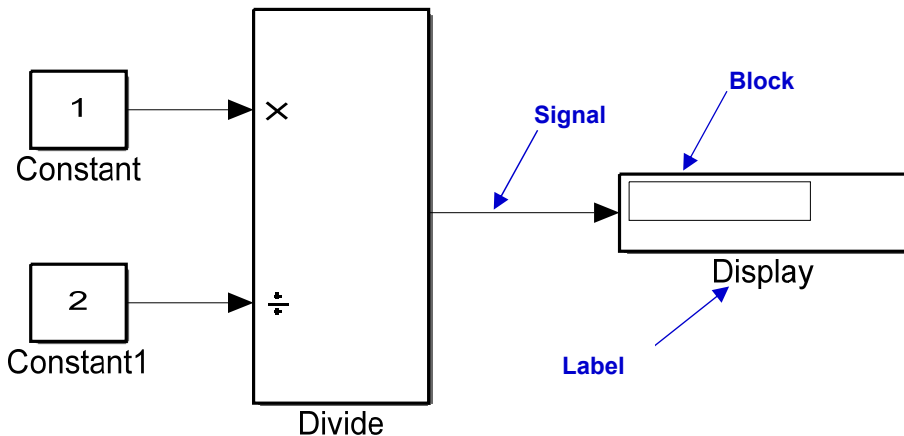 1
Constant
×
÷
2
Constant1
Divide
Signal
Block
Display
Label